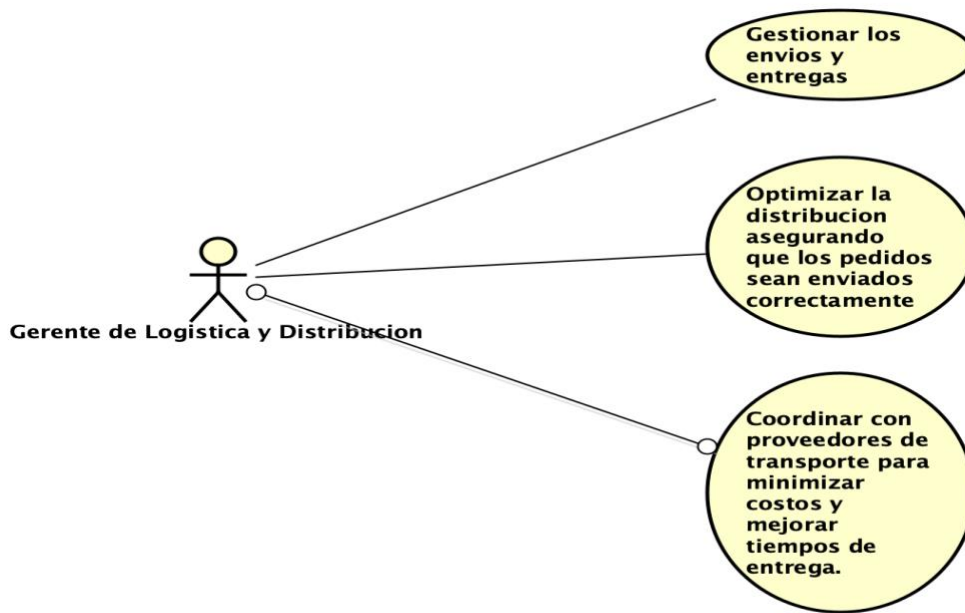 Gestionar los
envios y
entregas
Optimizar la
distribucion
asegurando
que los pedidos
sean enviados
correctamente
Gerente de Logistica y Distribucion
Coordinar con
proveedores de
transporte para
minimizar
costos y
mejorar
tiempos de
entrega.